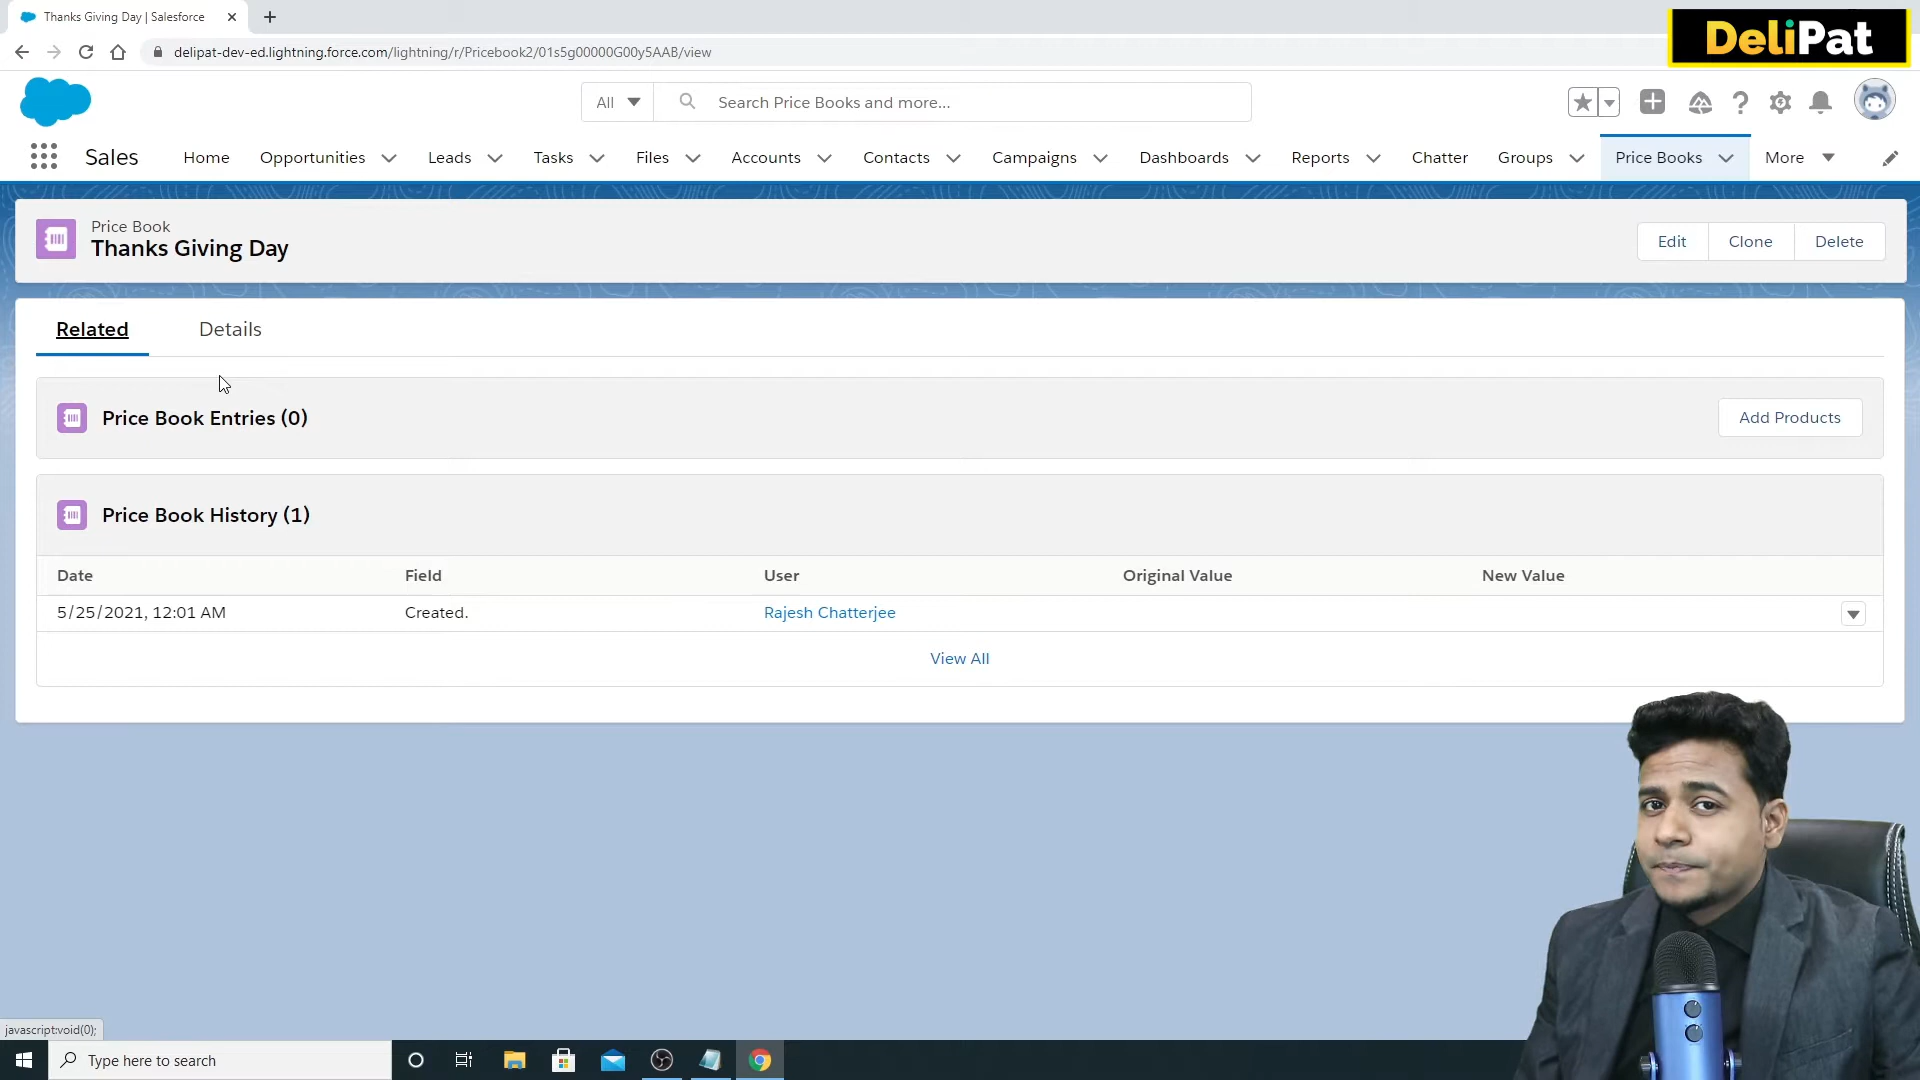 Thanks Giving Day | Salesforce
delipat-dev-ed.lightning.force.com/lightning/r/Pricebook2/01s5g00000G00y5AAB/view
DeliPat
All
Search Price Books and more...
Sales
Home
Opportunities
Leads
Tasks
Files
Accounts
Contacts
Campaigns
Dashboards
Reports
Chatter
Groups
Price Books
More
Price Book
Thanks Giving Day
Edit
Clone
Delete
Related
Details
Price Book Entries (0)
Add Products
Price Book History (1)
Date
Field
User
Original Value
New Value
5/25/2021, 12:01 AM
Created.
Rajesh Chatterjee
View All
javascript:void(0);
Type here to search